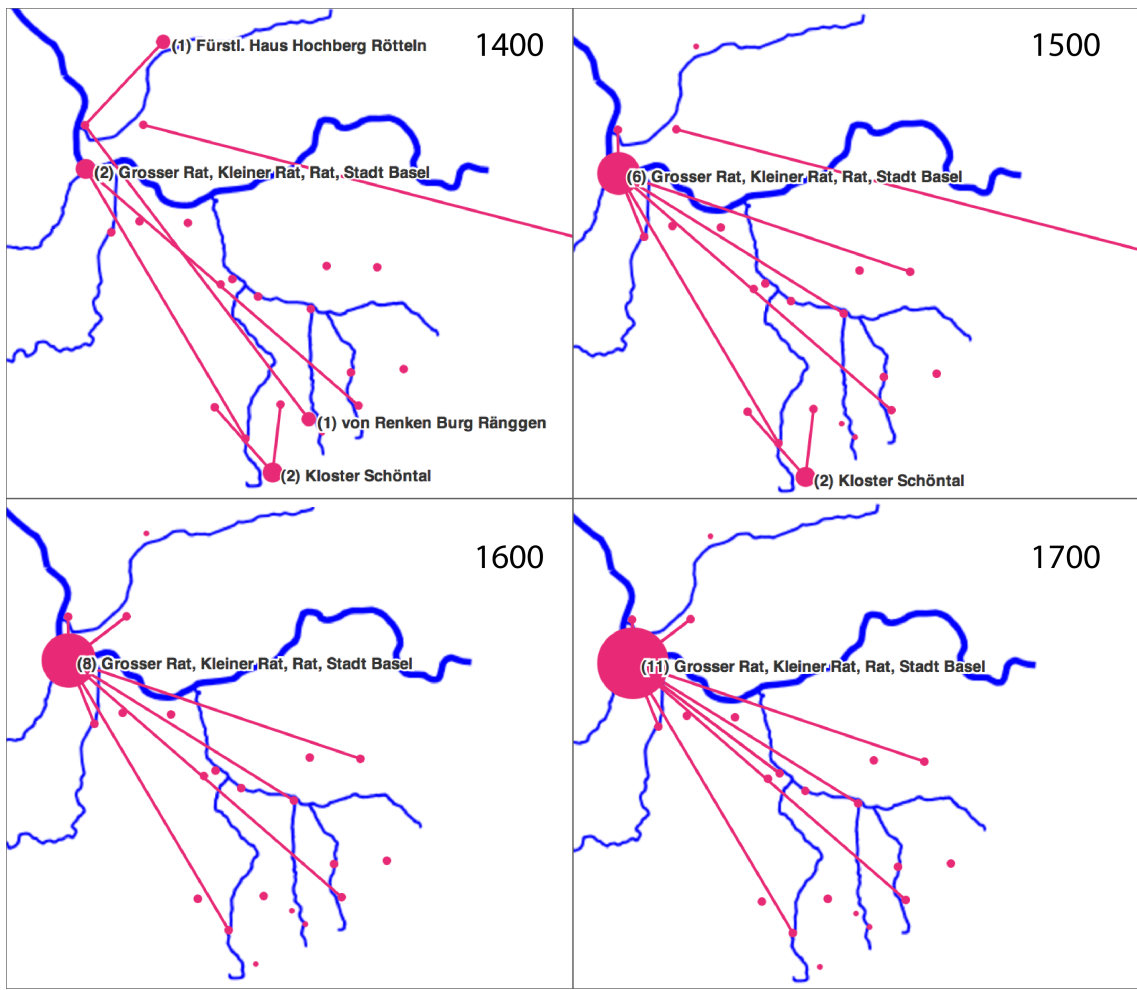 (1) Fürstl. Haus Hochberg Rötteln
1400
(2) Grosser Rat, Kleiner Rat, Rat, Stadt Basel
(1) von Renken Burg Ränggen
(2) Kloster Schöntal
1500
(6) Grosser Rat, Kleiner Rat, Rat, Stadt Basel
(2) Kloster Schöntal
1600
(8) Grosser Rat, Kleiner Rat, Rat, Stadt Basel
1700
(11) Grosser Rat, Kleiner Rat, Rat, Stadt Basel